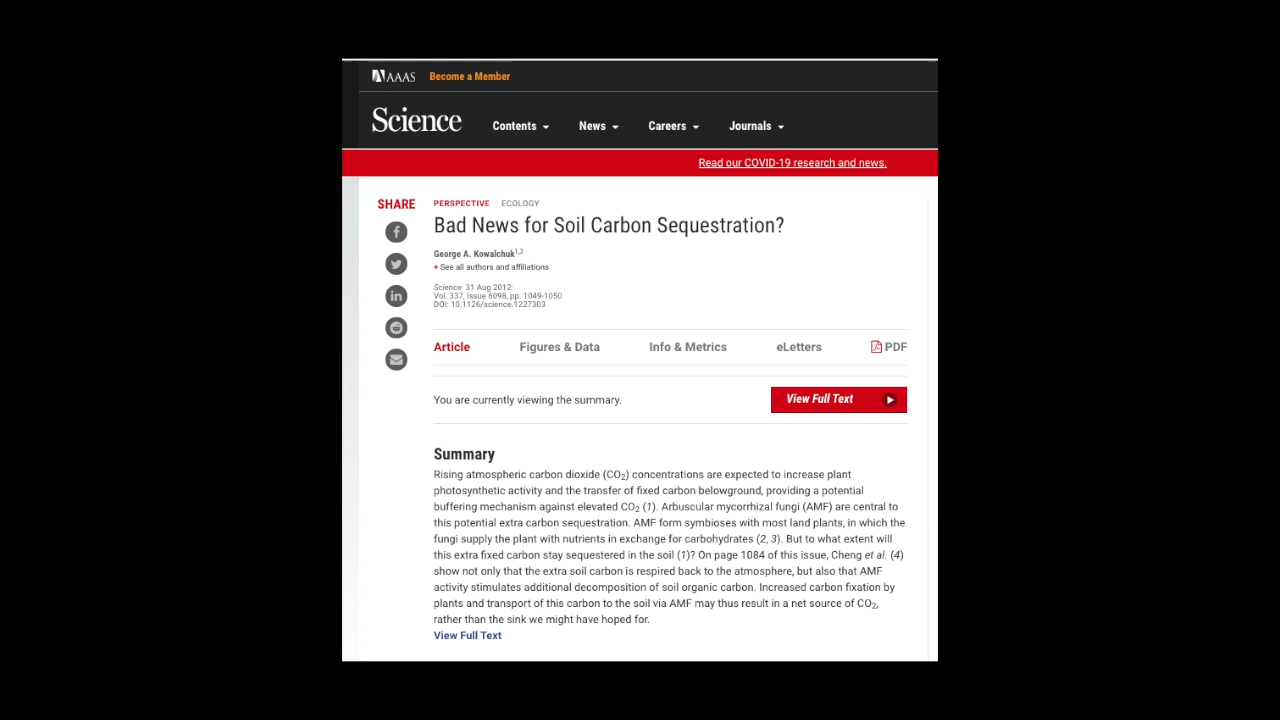 AAAS Become a Member
Science Contents News Careers Journals
Read our COVID-19 research and news.
SHARE
PERSPECTIVE ECOLOGY
Bad News for Soil Carbon Sequestration?
George A. Kowalchuk1,2
+ See all authors and affiliations
Science 31 Aug 2012:
Vol. 337, Issue 6098, pp. 1049-1050
DOI: 10.1126/science.1227303
Article Figures & Data Info & Metrics eLetters PDF
You are currently viewing the summary. View Full Text
Summary
Rising atmospheric carbon dioxide (CO2) concentrations are expected to increase plant
photosynthetic activity and the transfer of fixed carbon belowground, providing a potential
buffering mechanism against elevated CO2 (1). Arbuscular mycorrhizal fungi (AMF) are central to
this potential extra carbon sequestration. AMF form symbioses with most land plants, in which the
fungi supply the plant with nutrients in exchange for carbohydrates (2, 3). But to what extent will
this extra fixed carbon stay sequestered in the soil (1)? On page 1084 of this issue, Cheng et al. (4)
show not only that the extra soil carbon is respired back to the atmosphere, but also that AMF
activity stimulates additional decomposition of soil organic carbon. Increased carbon fixation by
plants and transport of this carbon to the soil via AMF may thus result in a net source of CO2,
rather than the sink we might have hoped for.
View Full Text